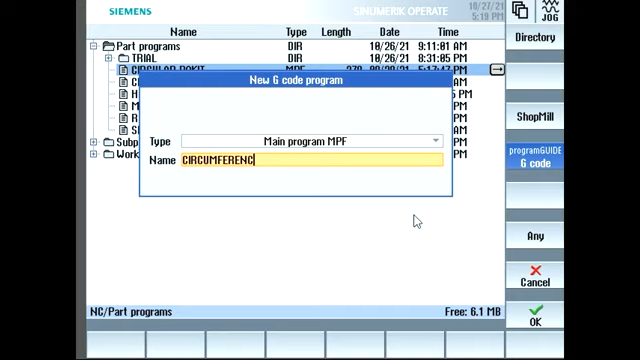 SIEMENS
SINUMERIK OPERATE
10/27/21
5:19 PM
JOG
Name Type Length Date Time
Part programs DIR 10/26/21 9:11:01 AM
TRIAL DIR 8/26/21 8:31:05 PM
New G code program
Type Main program MPF
Name CIRCUMFERENC
NC/Part programs Free: 6.1 MB
Directory
ShopMill
programGUIDE
G code
Any
Cancel
OK